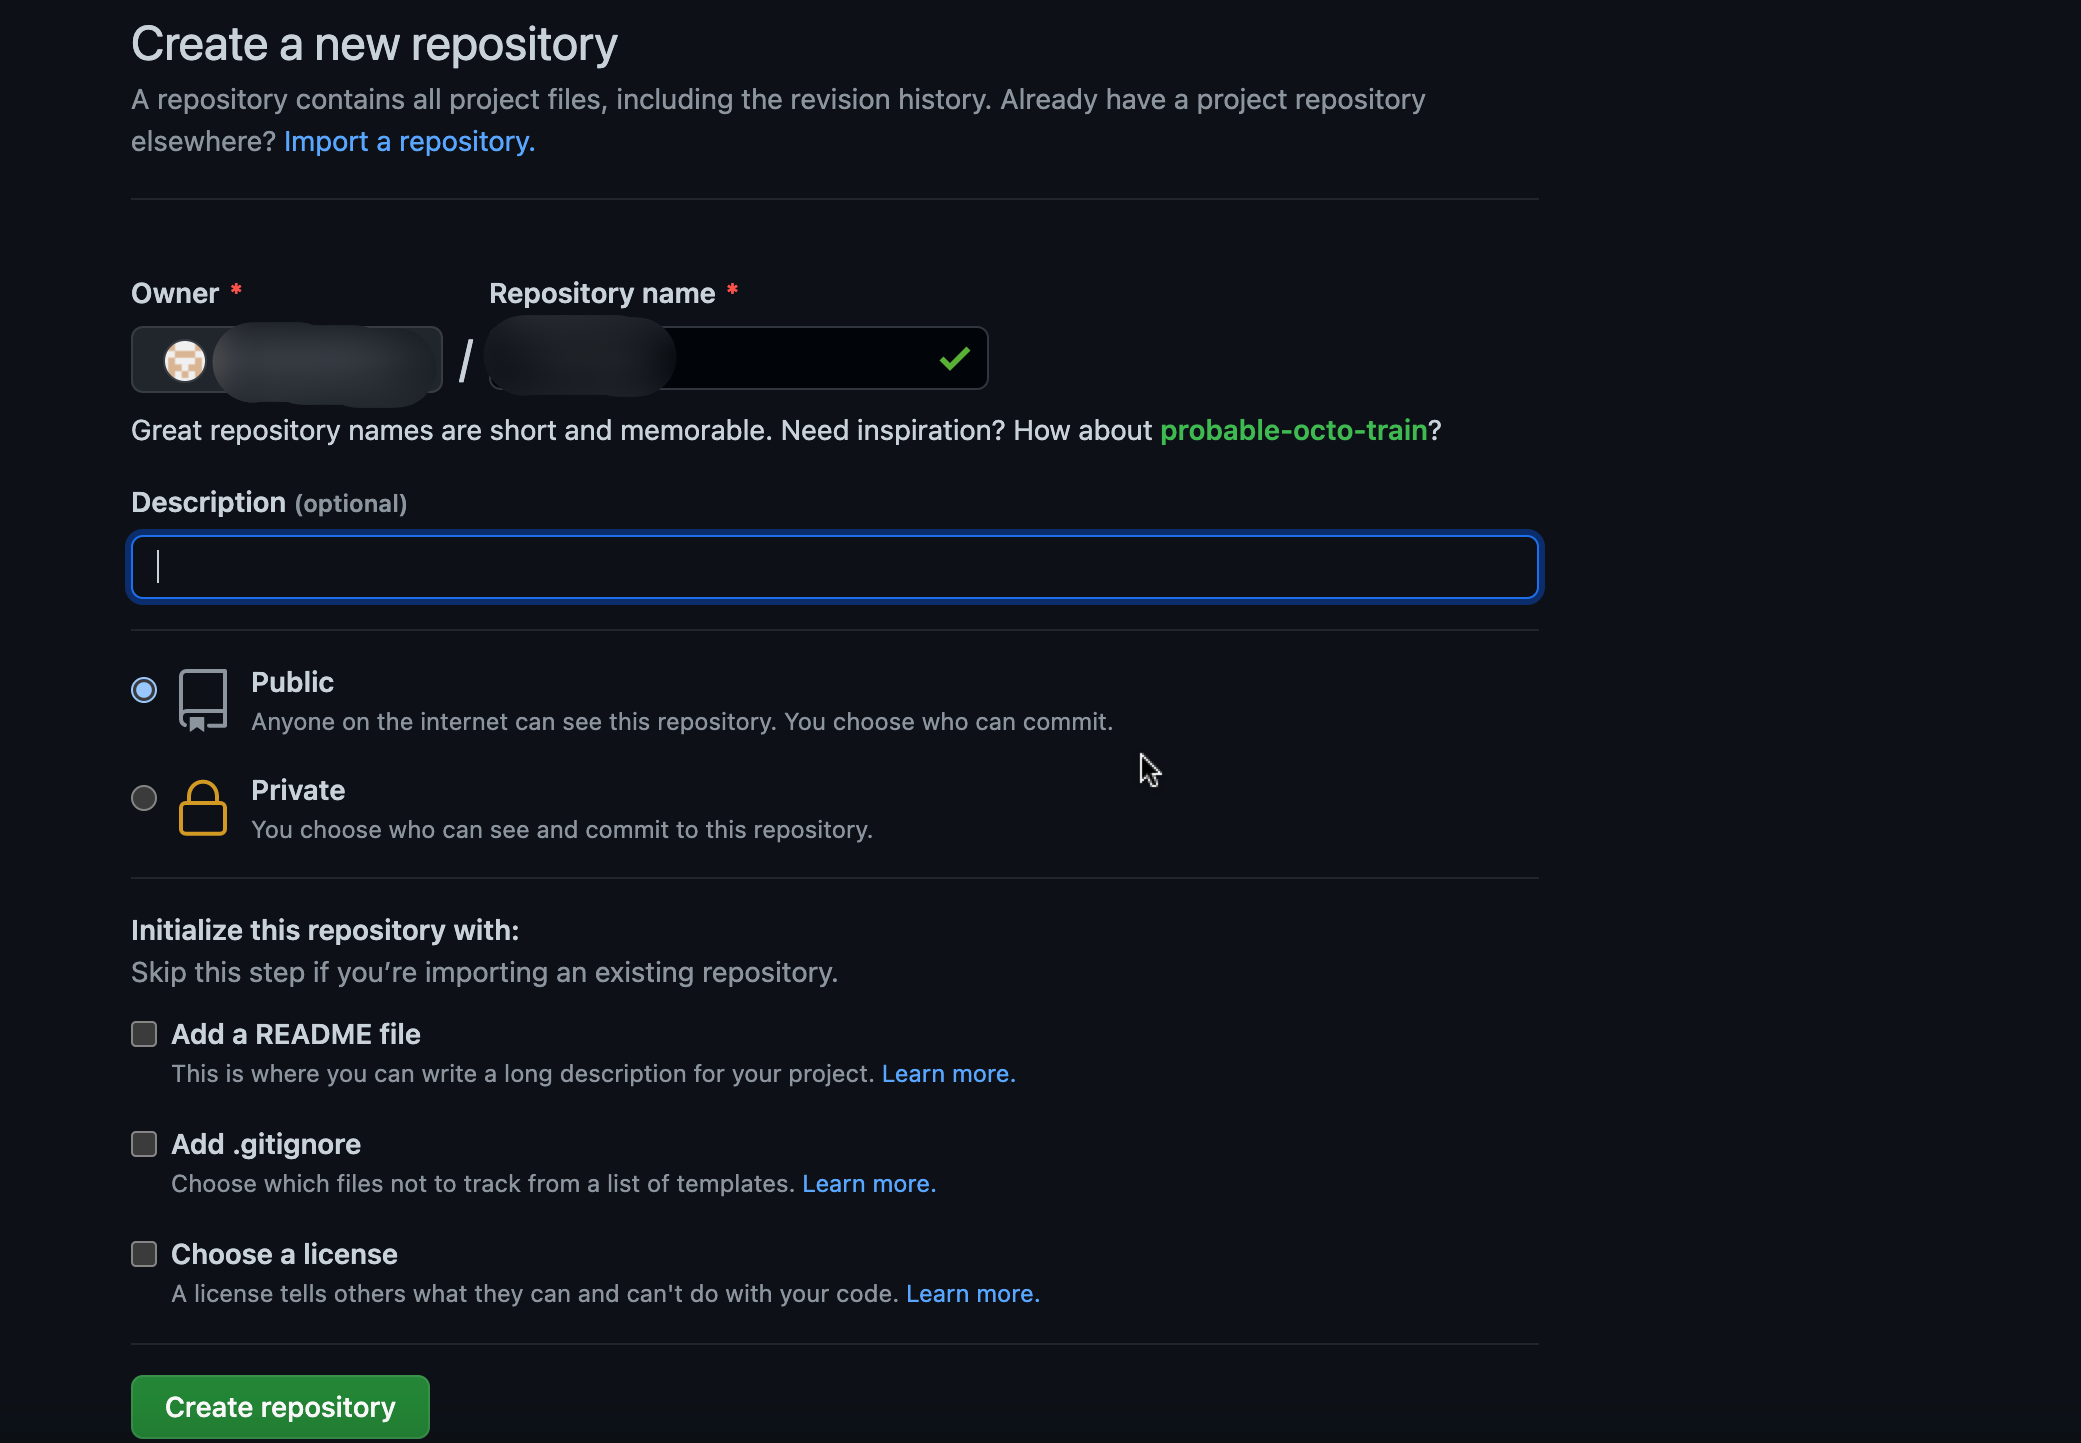 Create a new repository
A repository contains all project files, including the revision history. Already have a project repository
elsewhere? Import a repository.
Owner * Repository name *
/
Great repository names are short and memorable. Need inspiration? How about probable-octo-train?
Description (optional)
Public
Anyone on the internet can see this repository. You choose who can commit.
Private
You choose who can see and commit to this repository.
Initialize this repository with:
Skip this step if you’re importing an existing repository.
Add a README file
This is where you can write a long description for your project. Learn more.
Add .gitignore
Choose which files not to track from a list of templates. Learn more.
Choose a license
A license tells others what they can and can't do with your code. Learn more.
Create repository